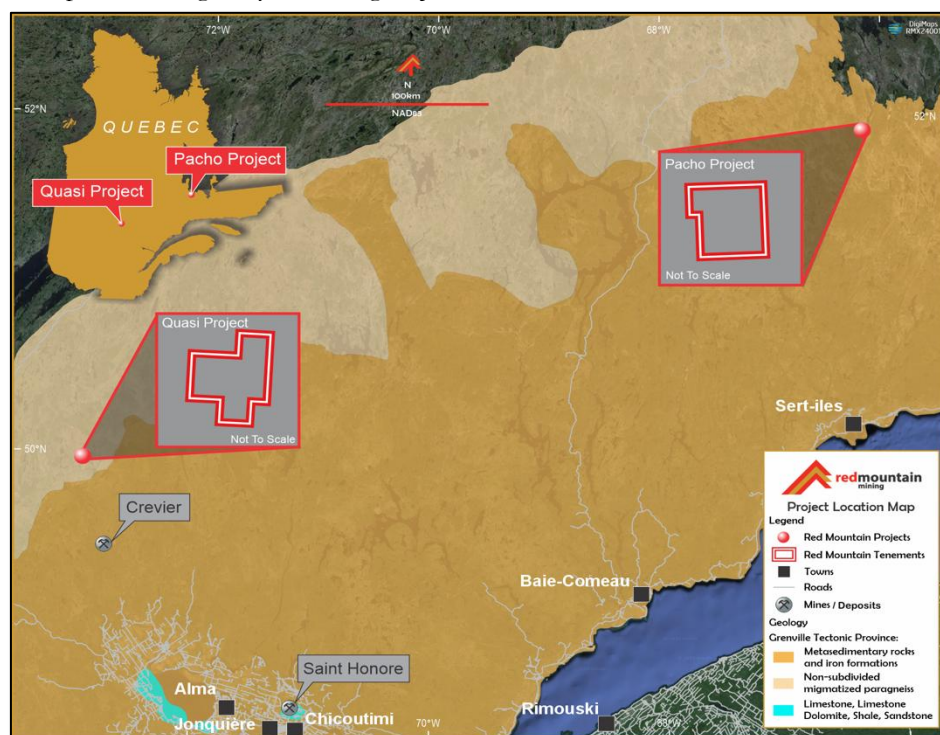 72°W
70°W
68°W
DigiMaps
RMX24001
52°N
N
100km
NAD83
52°N
QUEBEC
Pacho Project
Quasi Project
Pacho Project
Not To Scale
Quasi Project
Not To Scale
Sert-iles
50°N
Crevier
redmountain
mining
Project Location Map
Legend
Red Mountain Projects
Red Mountain Tenements
Towns
Roads
Mines / Deposits
Geology
Grenville Tectonic Province:
Metasedimentary rocks
and iron formations
Non-subdivided
migmatized paragneiss
Limestone, Limestone
Dolomite, Shale, Sandstone
Baie-Comeau
Saint Honore
Alma
Jonquière
Chicoutimi
70°W
Rimouski
68°W